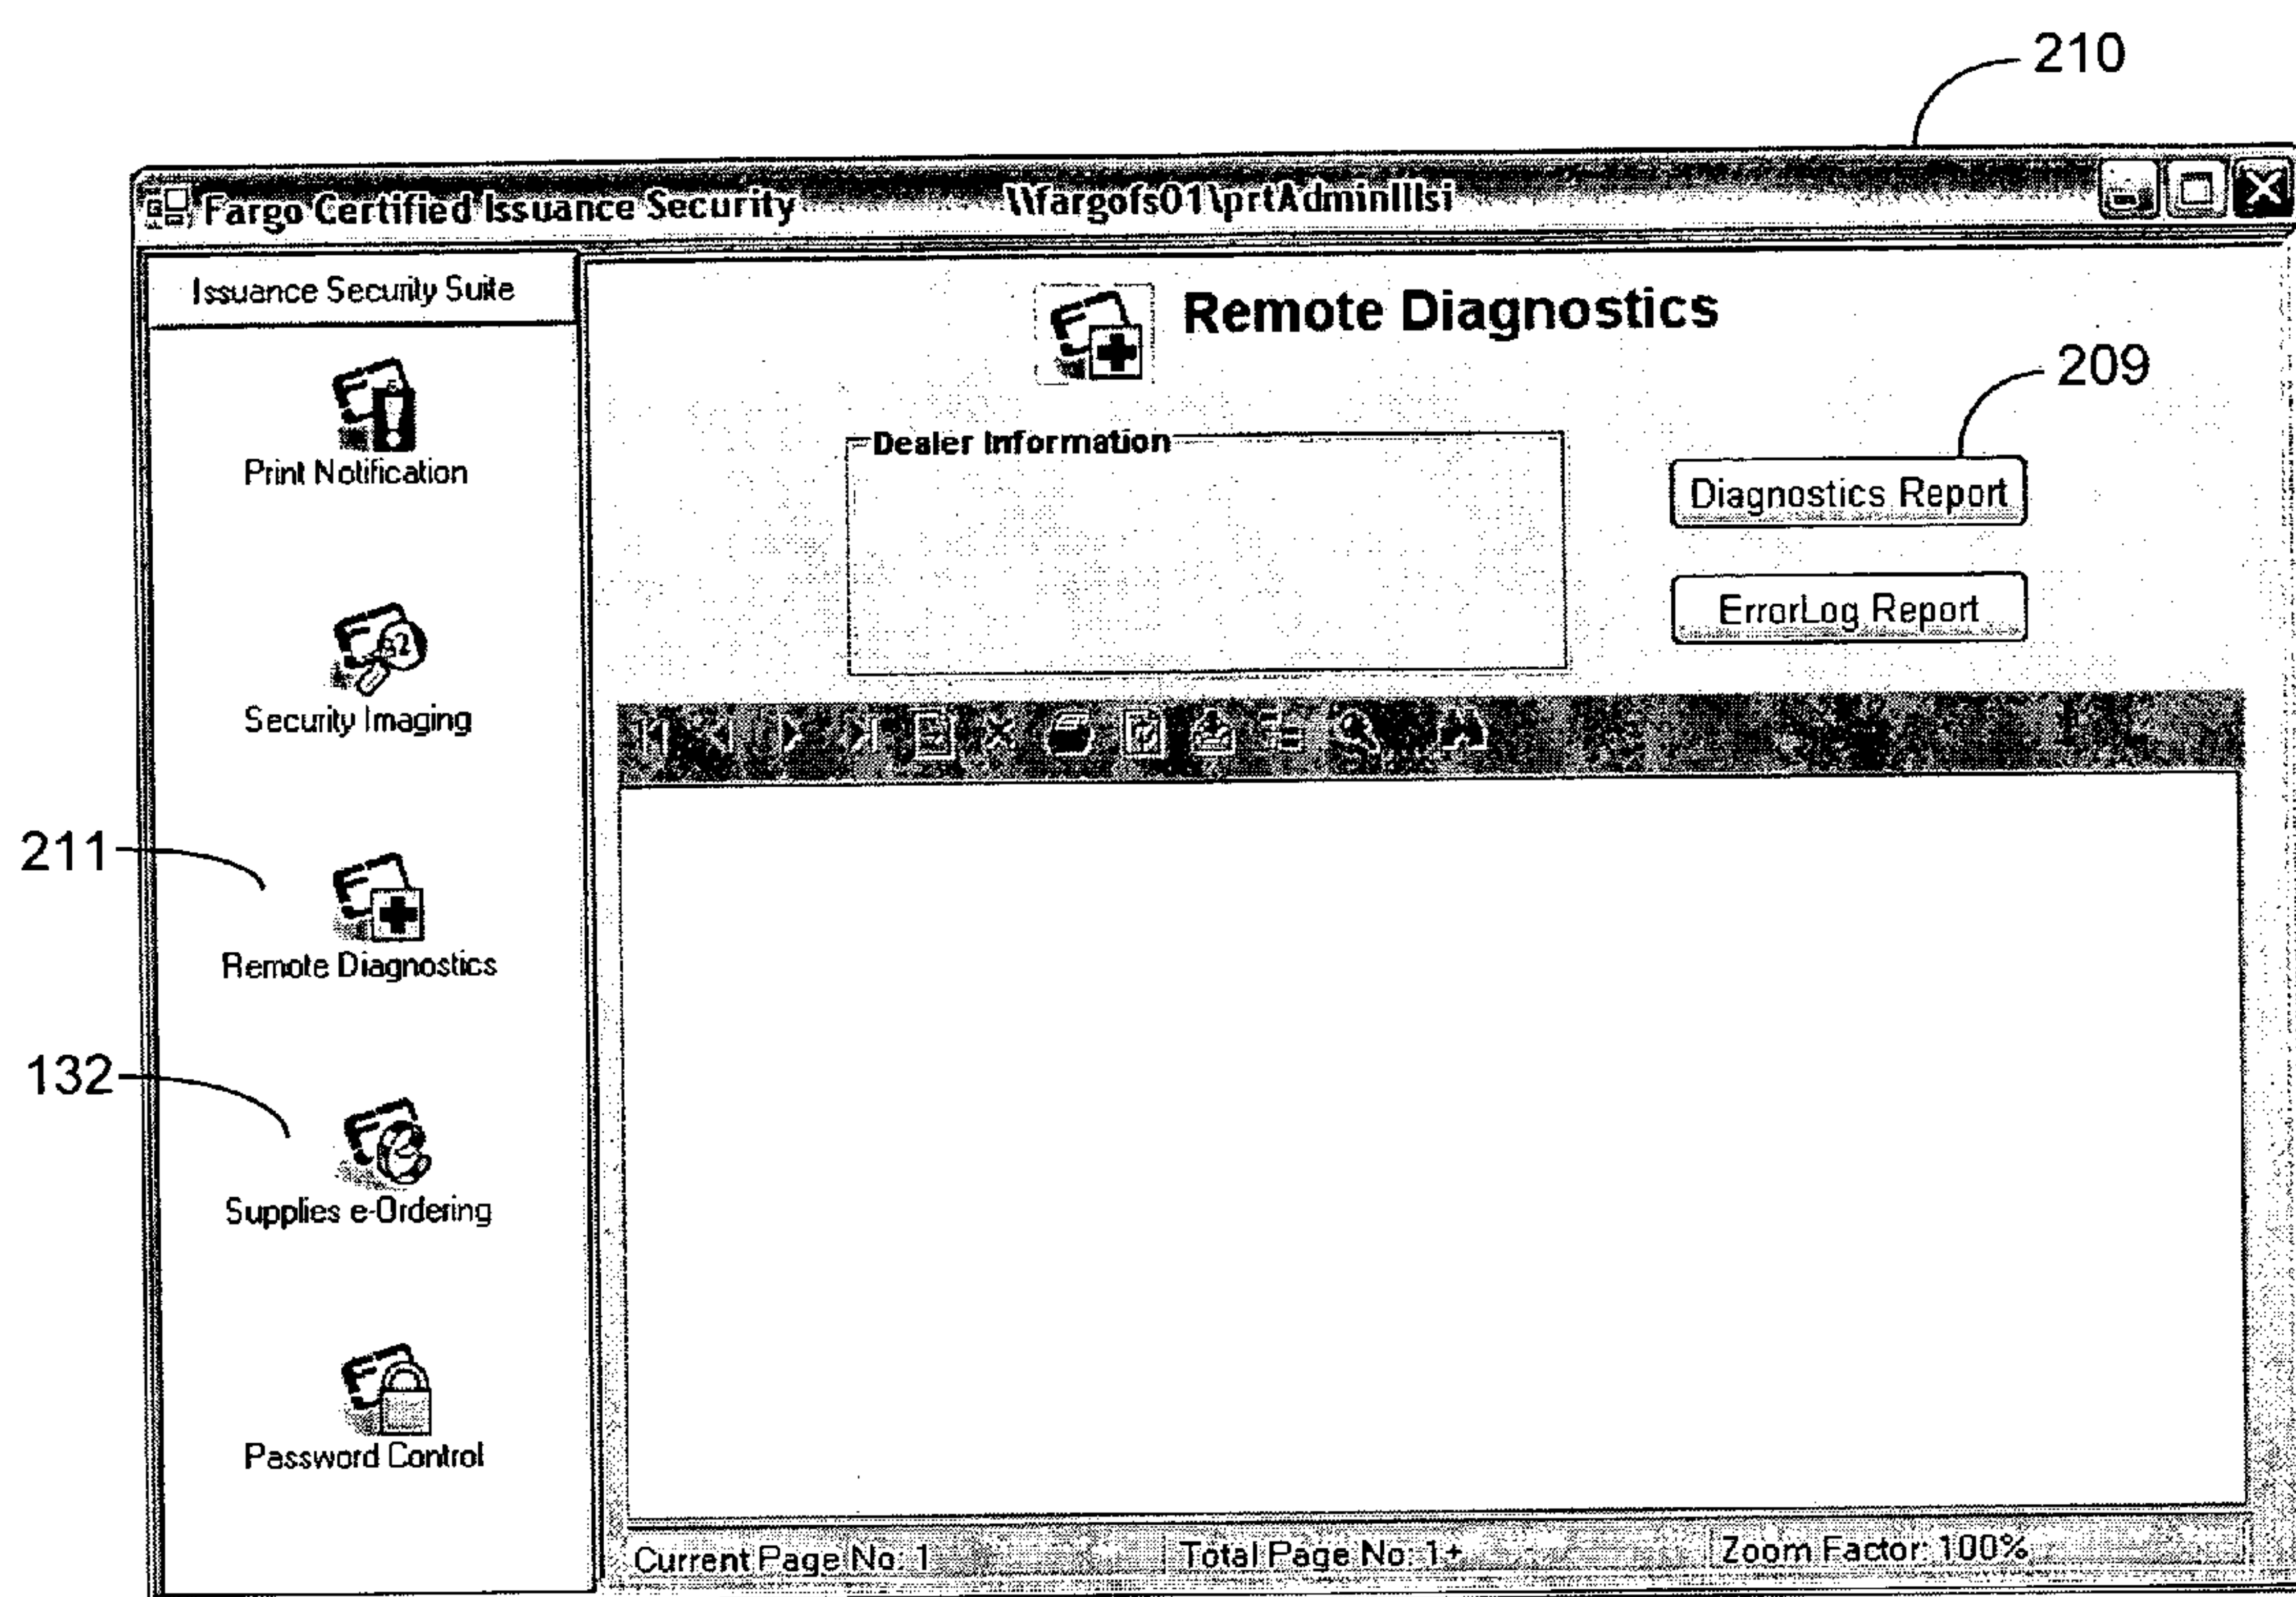 210
Fargo Certified Issuance Security \\fargofs01\prtAdminIIIsi
Issuance Security Suite
Remote Diagnostics
209
Print Notification
Dealer Information
Diagnostics Report
ErrorLog Report
Security Imaging
211
Remote Diagnostics
132
Supplies e-Ordering
Password Control
Current Page No: 1
Total Page No: 1+
Zoom Factor: 100%